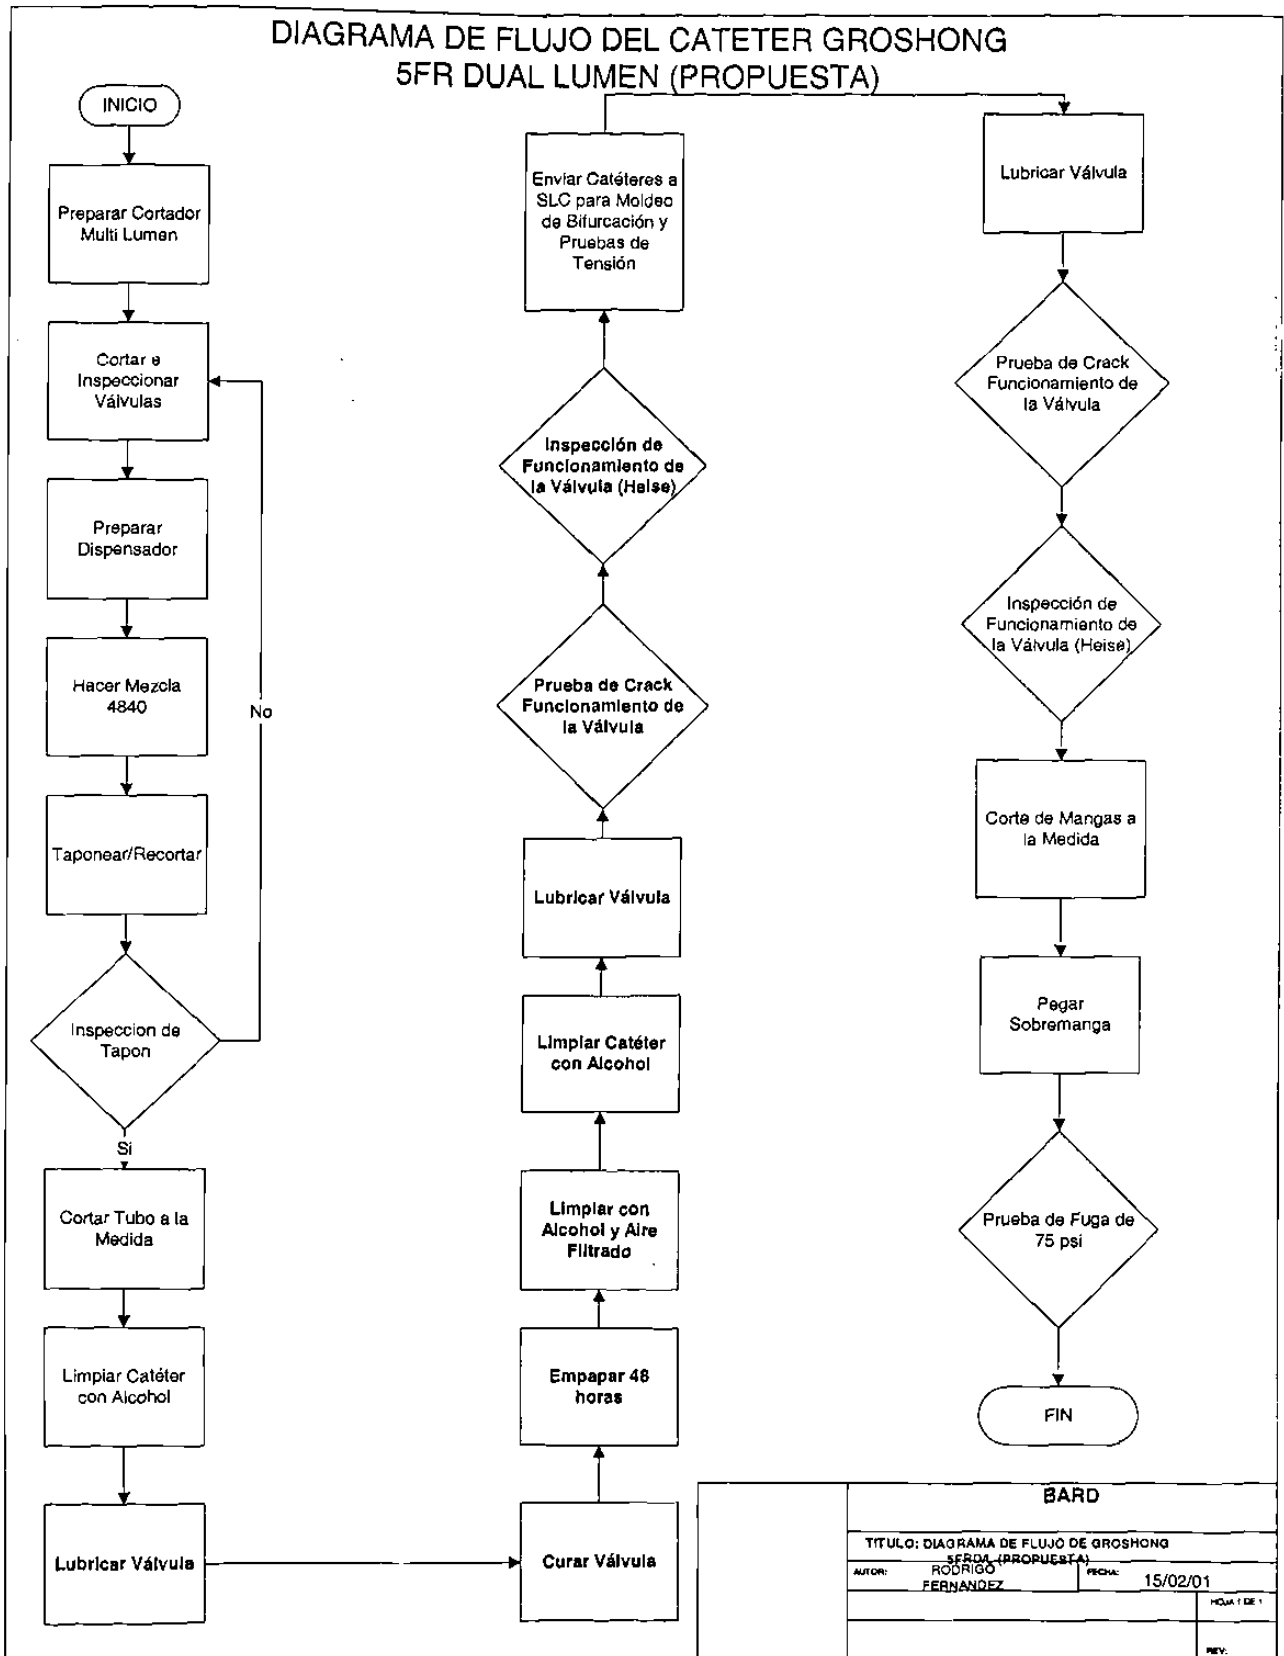 DIAGRAMA DE FLUJO DEL CATETER GROSHONG
5FR DUAL LUMEN (PROPUESTA)
INICIO
Preparar Cortador
Multi Lumen
Cortar e
Inspeccionar
Válvulas
Preparar
Dispensador
Hacer Mezcla
4840
No
Taponear/Recortar
Inspeccion de
Tapon
Si
Cortar Tubo a la
Medida
Limpiar Catéter
con Alcohol
Lubricar Válvula
Curar Válvula
Empapar 48
horas
Limpiar con
Alcohol y Aire
Filtrado
Limpiar Catéter
con Alcohol
Lubricar Válvula
Prueba de Crack
Funcionamiento de
la Válvula
Inspección de
Funcionamiento de
la Válvula (Heise)
Enviar Catéteres a
SLC para Moldeo
de Bifurcación y
Pruebas de
Tensión
Lubricar Válvula
Prueba de Crack
Funcionamiento de
la Válvula
Inspección de
Funcionamiento de
la Válvula (Heise)
Corte de Mangas a
la Medida
Pegar
Sobremanga
Prueba de Fuga de
75 psi
FIN
BARD
TITULO: DIAGRAMA DE FLUJO DE GROSHONG
5FRD/L (PROPUESTA)
AUTOR: RODRIGO
FERNANDEZ
FECHA: 15/02/01
HOJA 1 DE 1
REV: